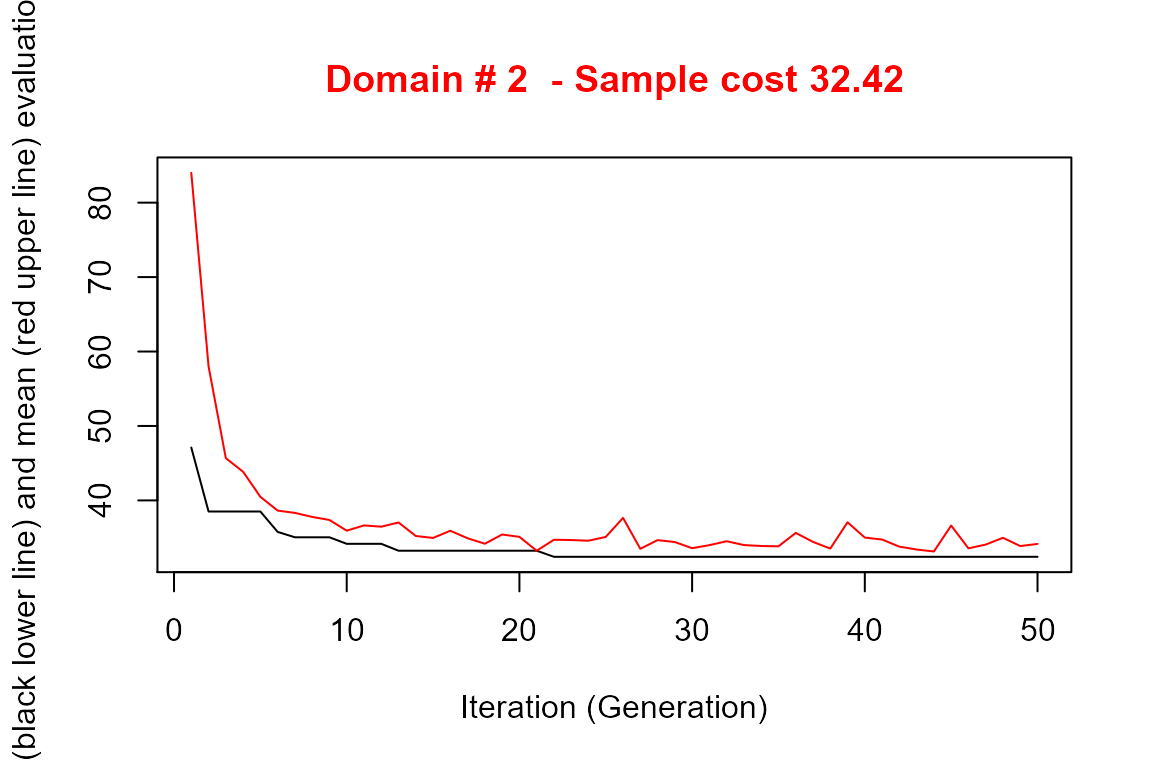 Domain # 2 - Sample cost 32.42
(black lower line) and mean (red upper line) evaluatio
80
70
60
50
40
0 10 20 30 40 50
Iteration (Generation)